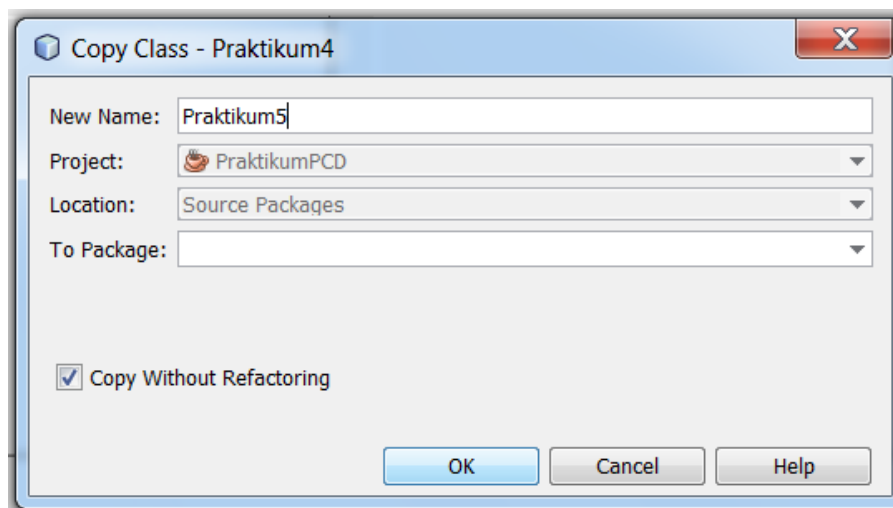 Copy Class - Praktikum4
New Name: Praktikum5
Project: PraktikumPCD
Location: Source Packages
To Package:
Copy Without Refactoring
OK Cancel Help